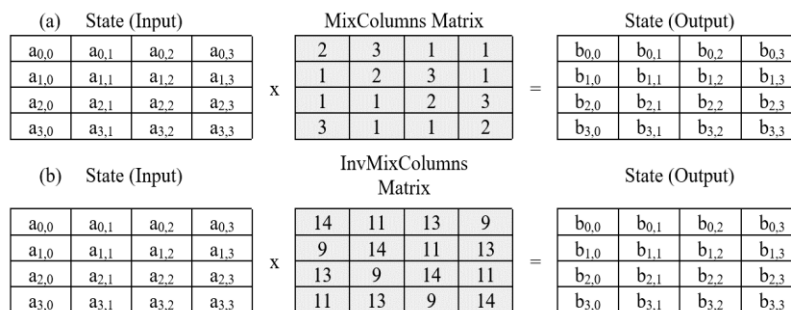 (a) State (Input) MixColumns Matrix State (Output)
a0,0 a0,1 a0,2 a0,3 2 3 1 1 b0,0 b0,1 b0,2 b0,3
a1,0 a1,1 a1,2 a1,3 1 2 3 1 b1,0 b1,1 b1,2 b1,3
x =
a2,0 a2,1 a2,2 a2,3 1 1 2 3 b2,0 b2,1 b2,2 b2,3
a3,0 a3,1 a3,2 a3,3 3 1 1 2 b3,0 b3,1 b3,2 b3,3
(b) State (Input) InvMixColumns State (Output)
Matrix
a0,0 a0,1 a0,2 a0,3 14 11 13 9 b0,0 b0,1 b0,2 b0,3
a1,0 a1,1 a1,2 a1,3 9 14 11 13 b1,0 b1,1 b1,2 b1,3
x =
a2,0 a2,1 a2,2 a2,3 13 9 14 11 b2,0 b2,1 b2,2 b2,3
a3,0 a3,1 a3,2 a3,3 11 13 9 14 b3,0 b3,1 b3,2 b3,3